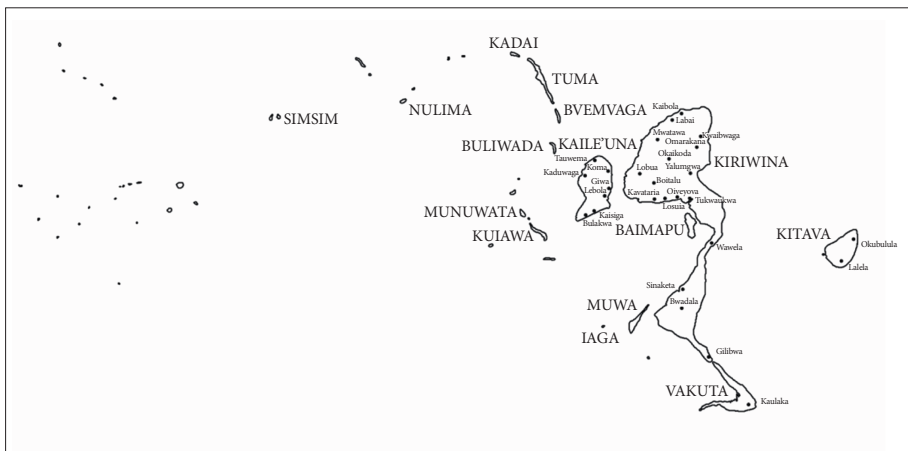 KADAI
TUMA
SIMSIM
NULIMA
BVEMVAGA
Kaibola
Labai
Mwatawa
Kwaibwaga
Omarakana
BULIWADA
KAILE'UNA
Okaikoda
Tauwema
Koma
Lobua
Yalumgwa
KIRIWINA
Kaduwaga
Giwa
Boitalu
Lebola
Kavataria
Oiveyova
Tukwaukwa
Losuia
MUNUWATA
Kaisiga
Bulakwa
BAIMAPU
KUIAWA
KITAVA
Okubulula
Wawela
Lalela
Sinaketa
MUWA
Bwadala
IAGA
Gilibwa
VAKUTA
Kaulaka